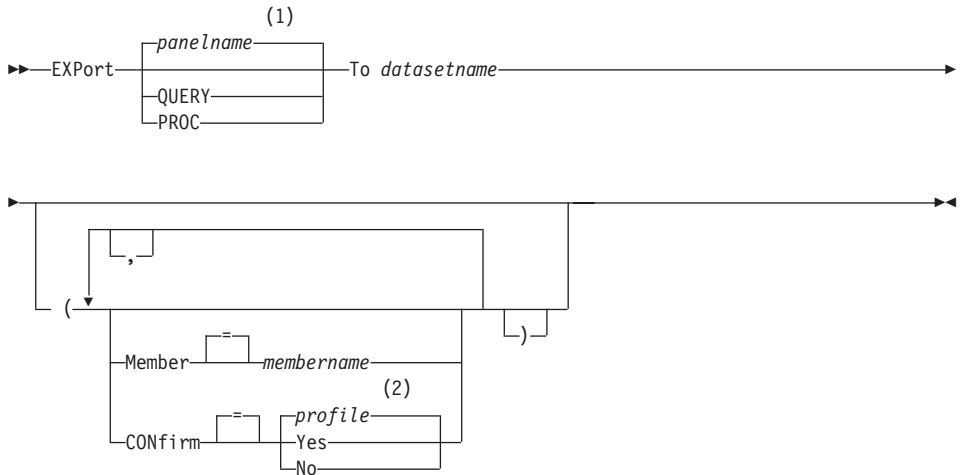 (1)
panelname
EXPort To datasetname
QUERY
PROC
,
( )
=
Member membername
(2)
= profile
CONfirm Yes
No